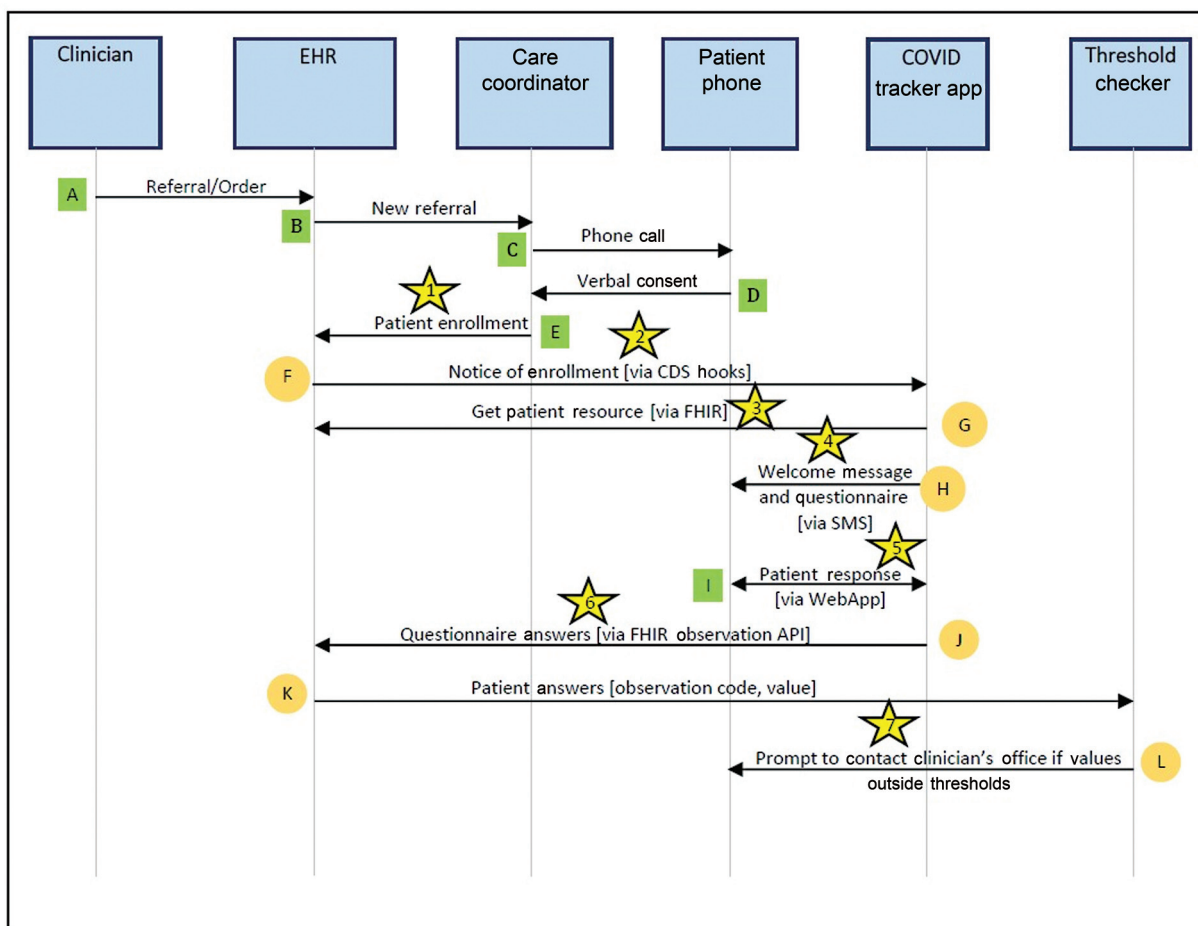 Clinician
EHR
Care
coordinator
Patient
phone
COVID
tracker app
Threshold
checker
A
Referral/Order
B
New referral
C
Phone call
Verbal consent
D
1
Patient enrollment
E
2
F
Notice of enrollment [via CDS hooks]
3
Get patient resource [via FHIR]
G
4
Welcome message
and questionnaire
[via SMS]
H
5
I
Patient response
[via WebApp]
6
Questionnaire answers [via FHIR observation API]
J
K
Patient answers [observation code, value]
7
Prompt to contact clinician's office if values
outside thresholds
L